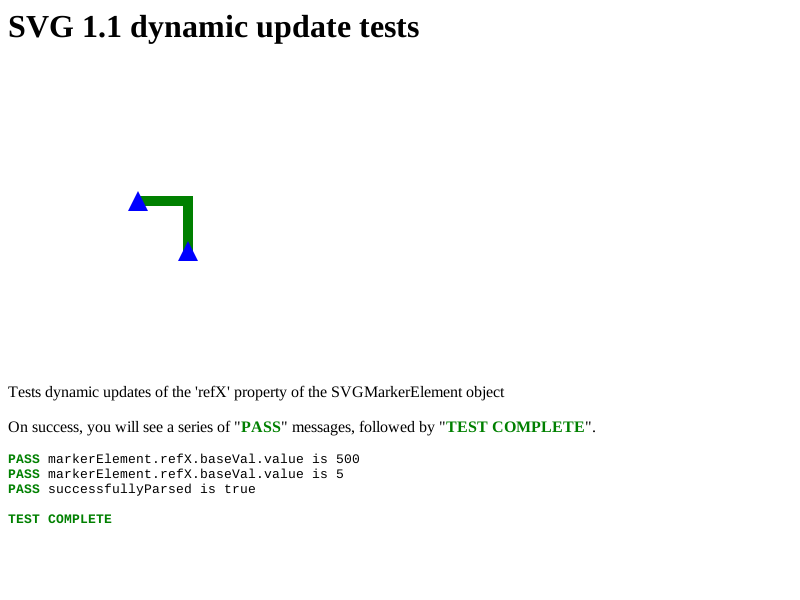 SVG 1.1 dynamic update tests
Tests dynamic updates of the 'refX' property of the SVGMarkerElement object
On success, you will see a series of "PASS" messages, followed by "TEST COMPLETE".
PASS markerElement.refX.baseVal.value is 500
PASS markerElement.refX.baseVal.value is 5
PASS successfullyParsed is true
TEST COMPLETE